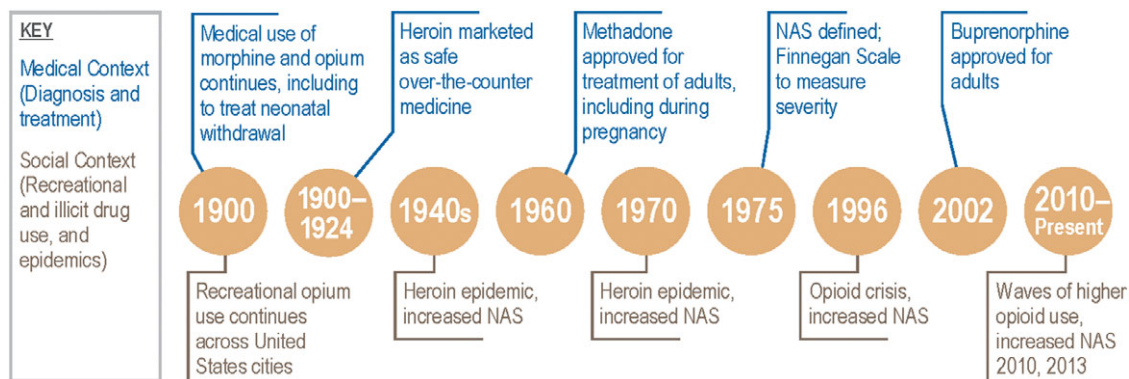 KEY
Medical Context
(Diagnosis and
treatment)
Social Context
(Recreational
and illicit drug
use, and
epidemics)
Medical use of
morphine and opium
continues, including
to treat neonatal
withdrawal
Heroin marketed
as safe
over-the-counter
medicine
Methadone
approved for
treatment of adults,
including during
pregnancy
NAS defined;
Finnegan Scale
to measure
severity
Buprenorphine
approved for
adults
1900
1900–
1924
1940s
1960
1970
1975
1996
2002
2010–
Present
Recreational opium
use continues
across United
States cities
Heroin epidemic,
increased NAS
Heroin epidemic,
increased NAS
Opioid crisis,
increased NAS
Waves of higher
opioid use,
increased NAS
2010, 2013